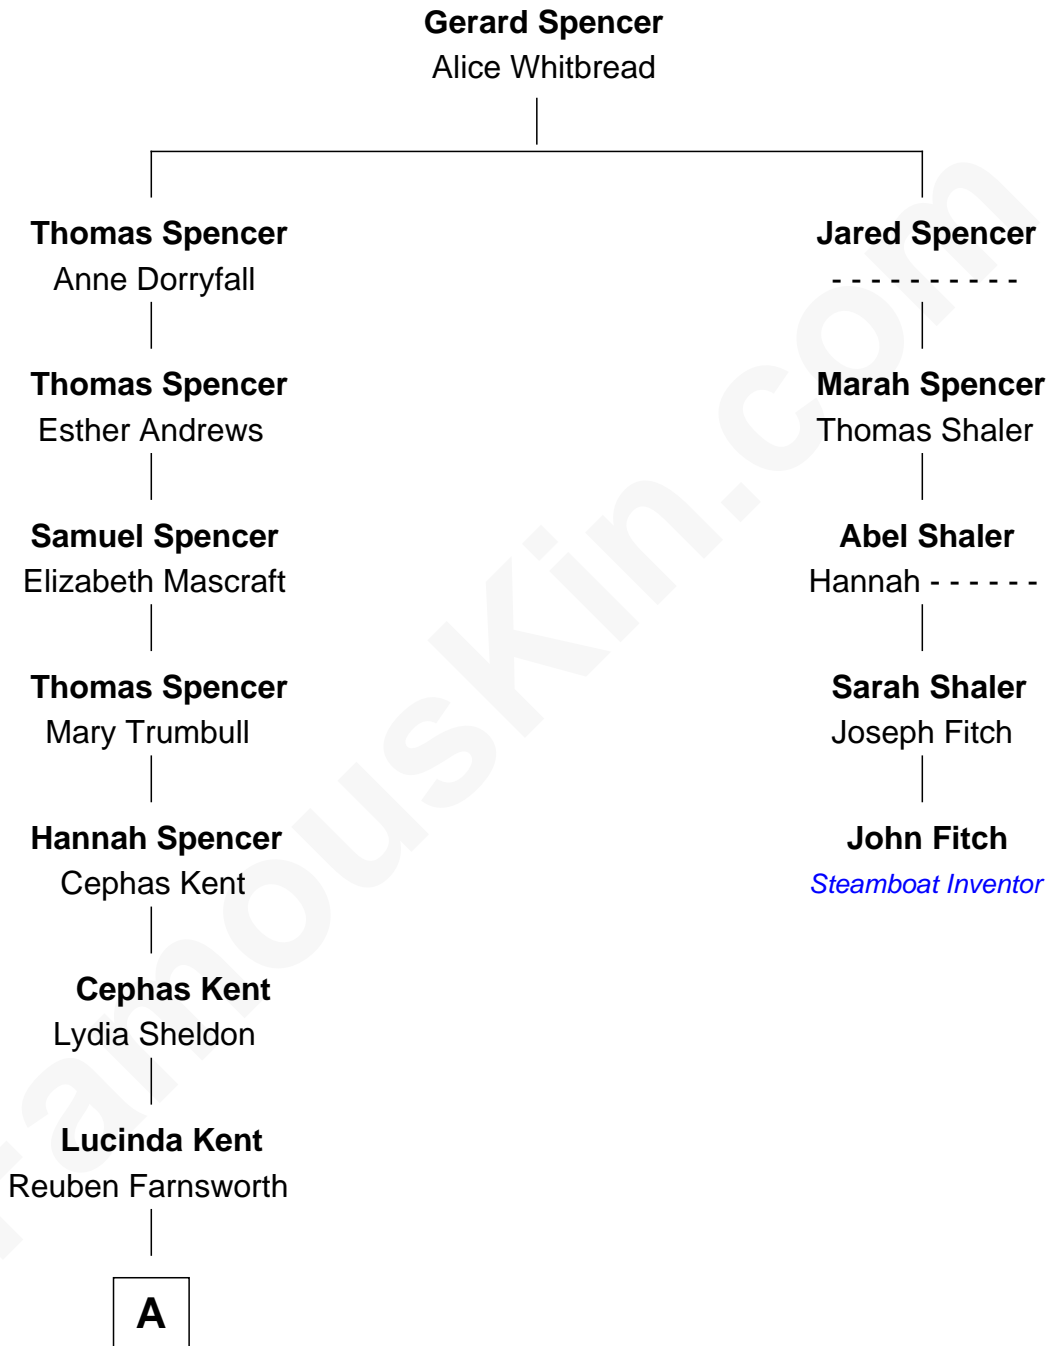 Gerard Spencer
Alice Whitbread
Thomas Spencer
Anne Dorryfall
Thomas Spencer
Esther Andrews
Samuel Spencer
Elizabeth Mascraft
Thomas Spencer
Mary Trumbull
Hannah Spencer
Cephas Kent
Cephas Kent
Lydia Sheldon
Lucinda Kent
Reuben Farnsworth
A
Jared Spencer
- - - - - - - - - -
Marah Spencer
Thomas Shaler
Abel Shaler
Hannah - - - - - -
Sarah Shaler
Joseph Fitch
John Fitch
Steamboat Inventor
FamousKin.com